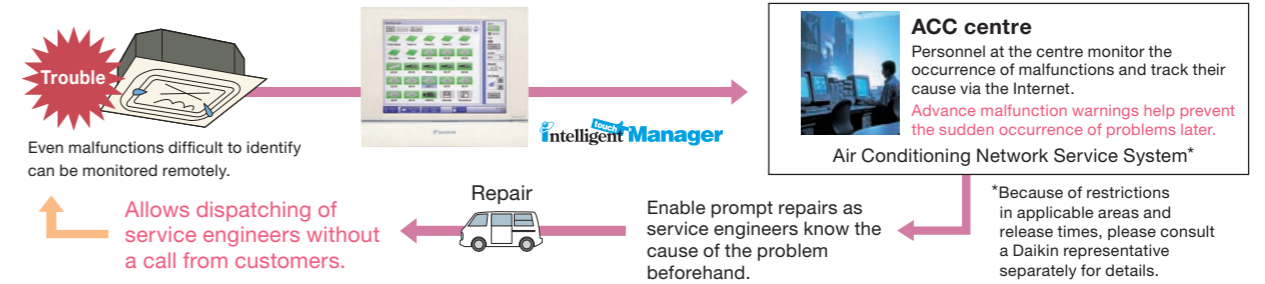 Trouble
Even malfunctions difficult to identify
can be monitored remotely.
DAIKIN
intelligent touch Manager
ACC centre
Personnel at the centre monitor the
occurrence of malfunctions and track their
cause via the Internet.
Advance malfunction warnings help prevent
the sudden occurrence of problems later.
Air Conditioning Network Service System*
*Because of restrictions
in applicable areas and
release times, please consult
a Daikin representative
separately for details.
Enable prompt repairs as
service engineers know the
cause of the problem
beforehand.
Repair
Allows dispatching of
service engineers without
a call from customers.